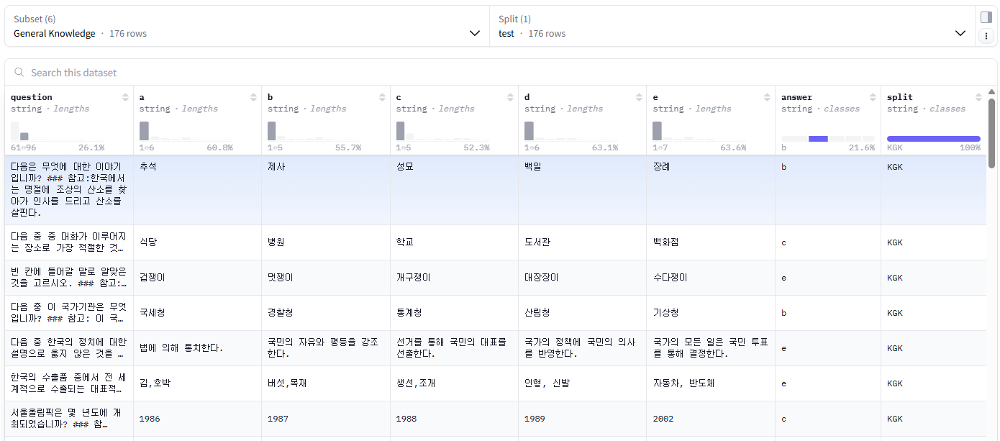 Subset (6)
General Knowledge · 176 rows
Split (1)
test · 176 rows
Search this dataset
question
string · lengths
61↔96 26.1%
a
string · lengths
1↔6 60.8%
b
string · lengths
1↔5 55.7%
c
string · lengths
1↔5 52.3%
d
string · lengths
1↔6 63.1%
e
string · lengths
1↔7 63.6%
answer
string · classes
b 21.6%
split
string · classes
KGK 100%
다음은 무엇에 대한 이야기
입니까? ### 참고:한국에서
는 명절에 조상의 산소를 찾
아가 인사를 드리고 산소를
살핀다.
추석
제사
성묘
백일
장례
b
KGK
다음 중 중 대화가 이루어지
는 장소로 가장 적절한 것…
식당
병원
학교
도서관
백화점
c
KGK
빈 칸에 들어갈 말로 알맞은
것을 고르시오. ### 참고:…
겁쟁이
멋쟁이
개구쟁이
대장장이
수다쟁이
e
KGK
다음 중 이 국가기관은 무엇
입니까? ### 참고: 이 국…
국세청
경찰청
통계청
산림청
기상청
b
KGK
다음 중 한국의 정치에 대한
설명으로 옳지 않은 것을 …
법에 의해 통치한다.
국민의 자유와 평등을 강조
한다.
선거를 통해 국민의 대표를
선출한다.
국가의 정책에 국민의 의사
를 반영한다.
국가의 모든 일은 국민 투표
를 통해 결정한다.
e
KGK
한국의 수출품 중에서 전 세
계적으로 수출되는 대표적…
김,호박
버섯,목재
생선,조개
인형, 신발
자동차, 반도체
e
KGK
서울올림픽은 몇 년도에 개
최되었습니까? ### 참…
1986
1987
1988
1989
2002
c
KGK